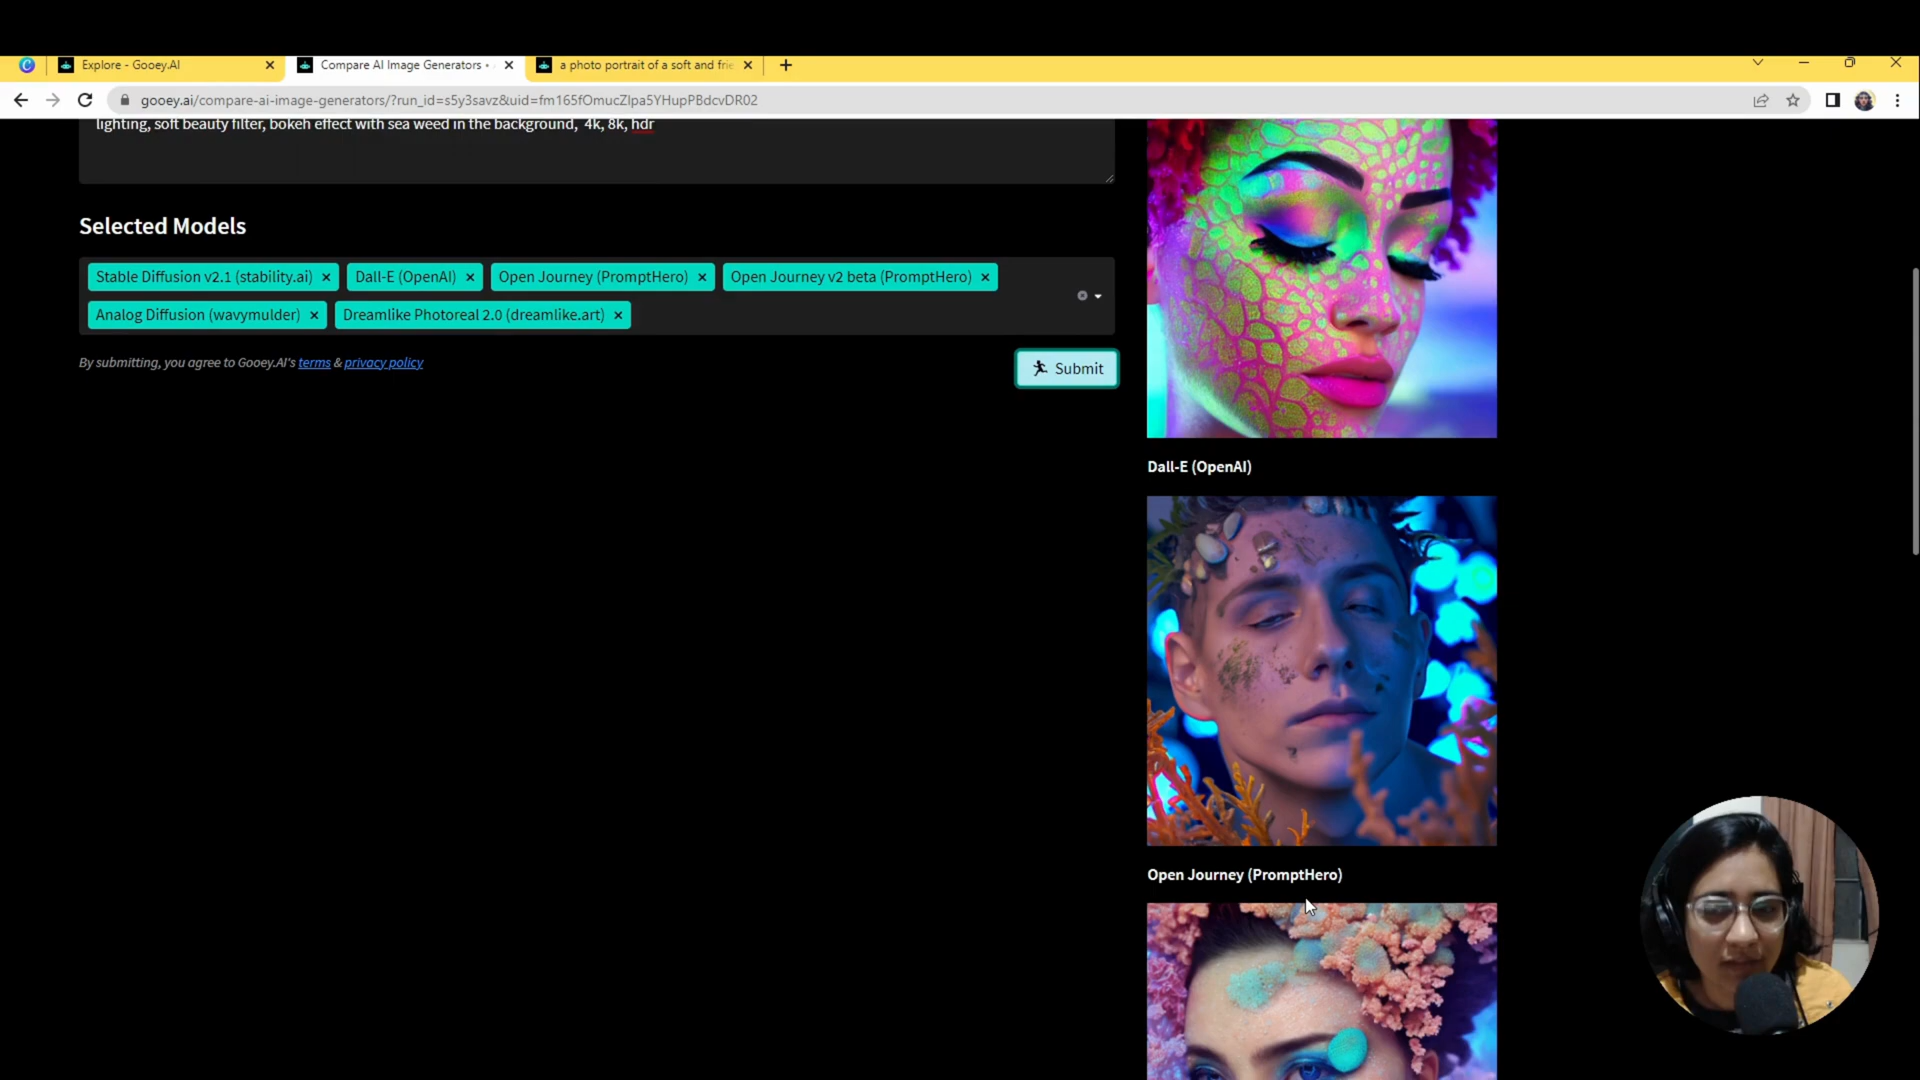 Explore - Gooey.AI
Compare AI Image Generators •
a photo portrait of a soft and frie
gooey.ai/compare-ai-image-generators/?run_id=s5y3savz&uid=fm165fOmucZlpa5YHupPBdcvDR02
lighting, soft beauty filter, bokeh effect with sea weed in the background, 4k, 8k, hdr
Selected Models
Stable Diffusion v2.1 (stability.ai)
Dall-E (OpenAI)
Open Journey (PromptHero)
Open Journey v2 beta (PromptHero)
Analog Diffusion (wavymulder)
Dreamlike Photoreal 2.0 (dreamlike.art)
By submitting, you agree to Gooey.AI's terms & privacy policy
Submit
Dall-E (OpenAI)
Open Journey (PromptHero)